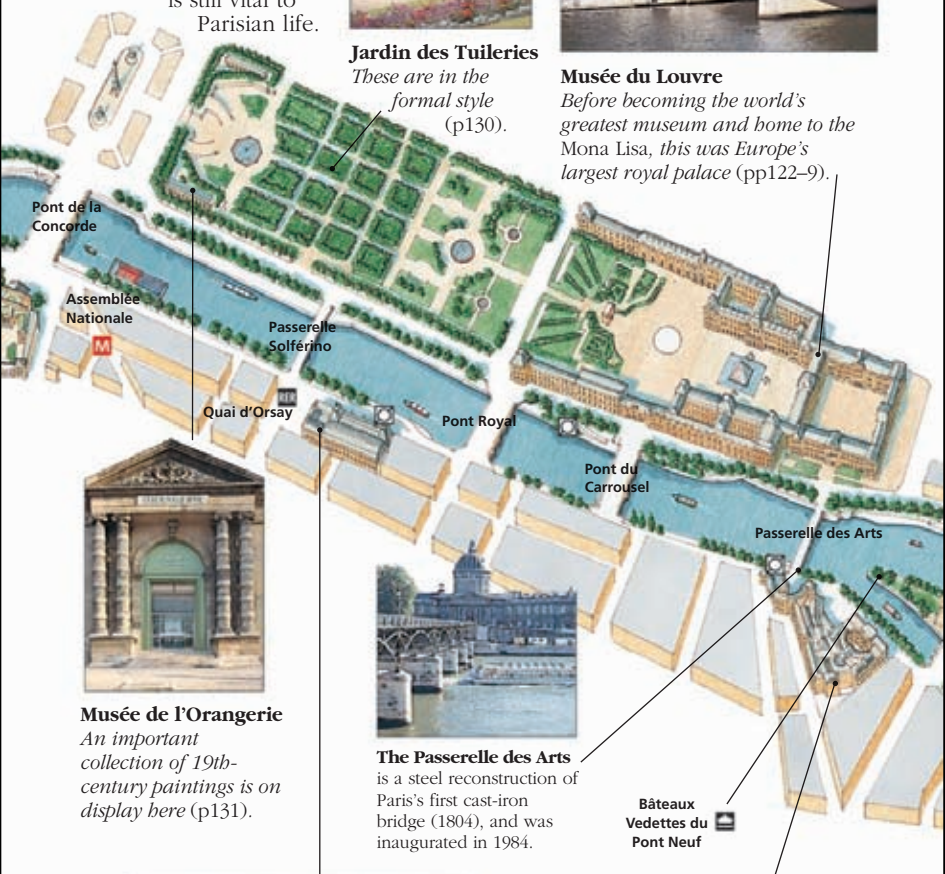 is still vital to
Parisian life.
Jardin des Tuileries
These are in the
formal style
(p130).
Musée du Louvre
Before becoming the world's
greatest museum and home to the
Mona Lisa, this was Europe's
largest royal palace (pp122–9).
Pont de la
Concorde
Assemblée
Nationale
M
Passerelle
Solférino
RER
Quai d'Orsay
Pont Royal
Pont du
Carrousel
Passerelle des Arts
ORANGERIE
Musée de l'Orangerie
An important
collection of 19th-
century paintings is on
display here (p131).
The Passerelle des Arts
is a steel reconstruction of
Paris's first cast-iron
bridge (1804), and was
inaugurated in 1984.
Bâteaux
Vedettes du
Pont Neuf